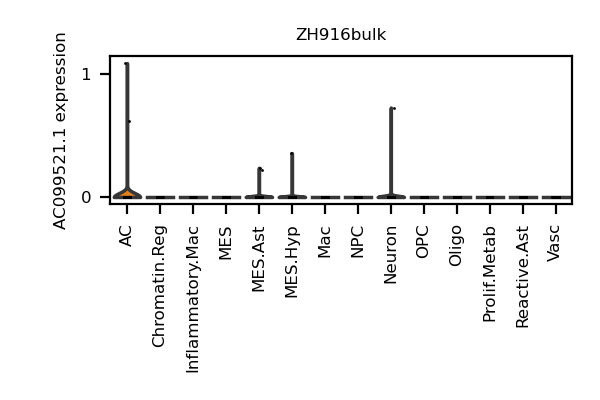 ZH916bulk
AC099521.1 expression
1
0
AC
Chromatin.Reg
Inflammatory.Mac
MES
MES.Ast
MES.Hyp
Mac
NPC
Neuron
OPC
Oligo
Prolif.Metab
Reactive.Ast
Vasc